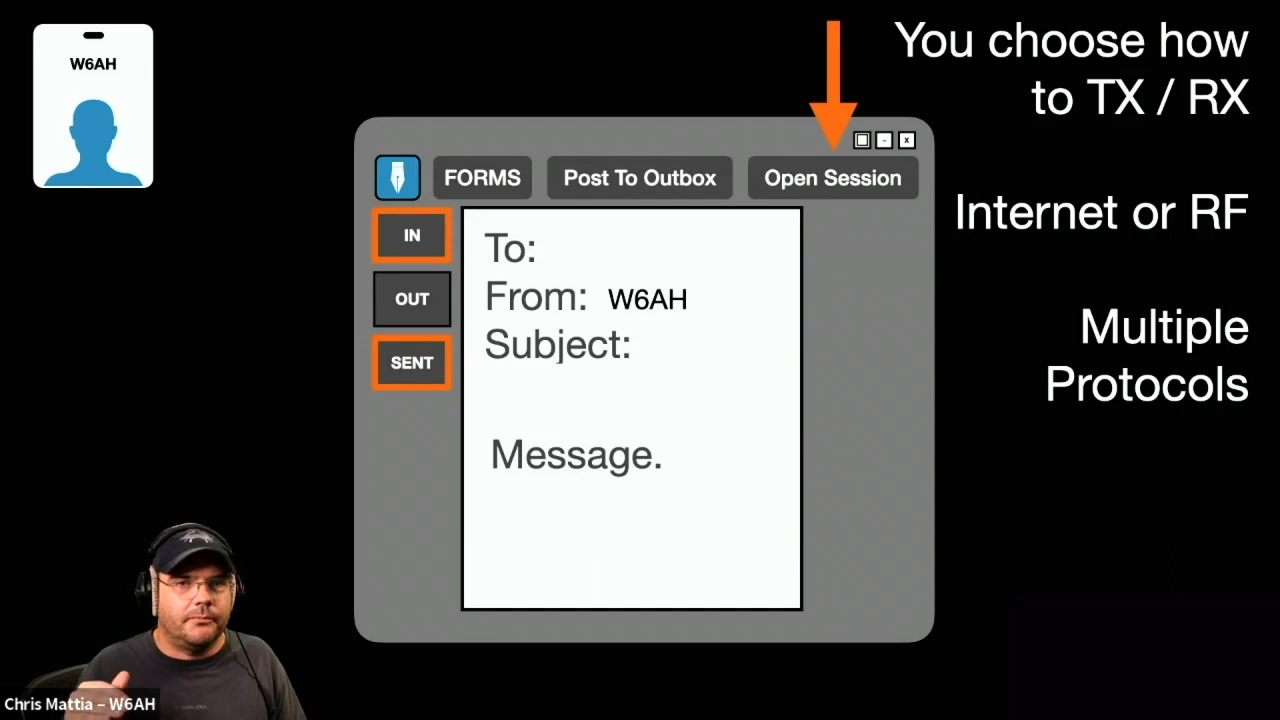 W6AH
You choose how
to TX / RX
Internet or RF
Multiple
Protocols
FORMS
Post To Outbox
Open Session
IN
OUT
SENT
To:
From: W6AH
Subject:
Message.
Chris Mattia – W6AH